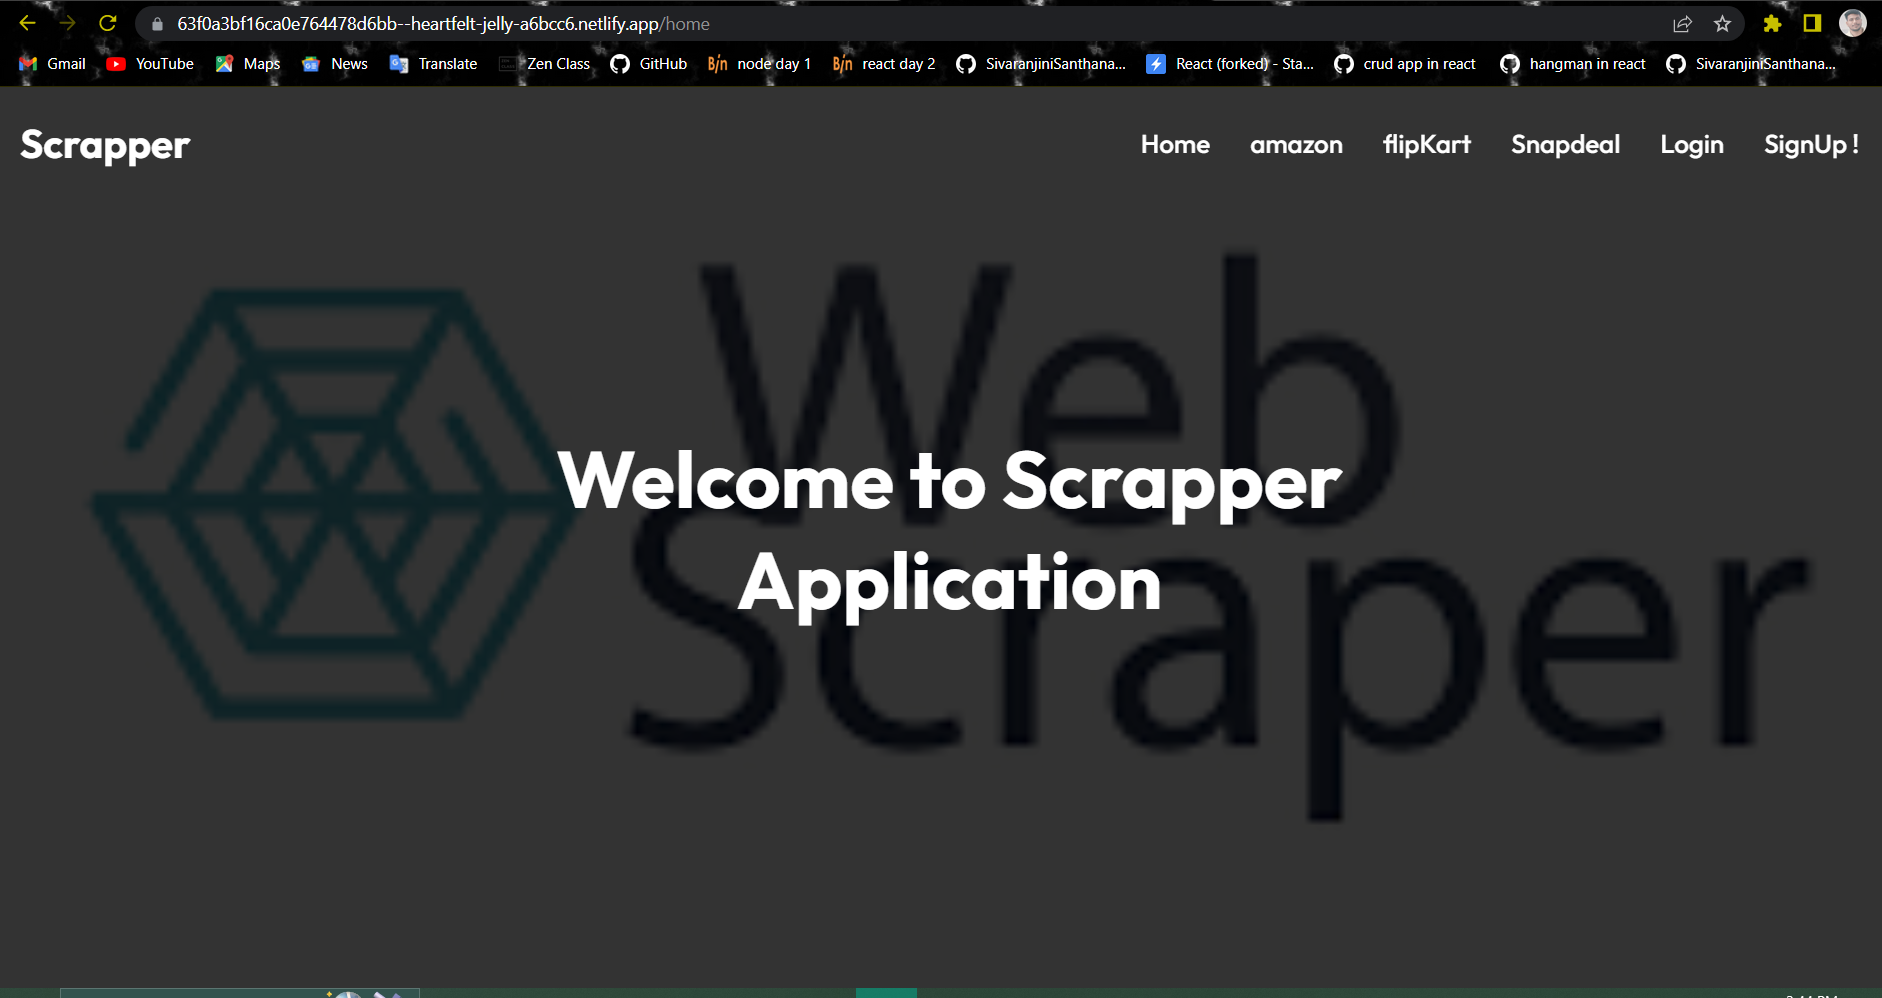 63f0a3bf16ca0e764478d6bb--heartfelt-jelly-a6bcc6.netlify.app/home
Gmail YouTube Maps News Translate Zen Class GitHub Bjn node day 1 Bjn react day 2 SivaranjiniSanthana... React (forked) - Sta... crud app in react hangman in react SivaranjiniSanthana...
Scrapper Home amazon flipKart Snapdeal Login SignUp !
Web
Scraper
Welcome to Scrapper
Application